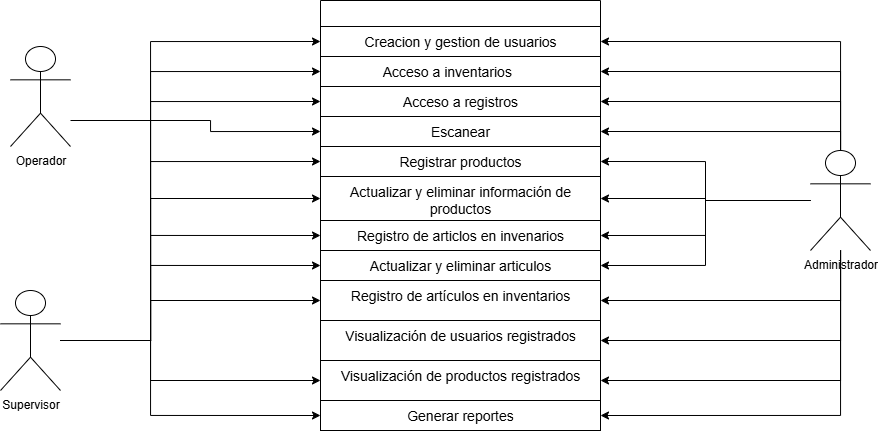 Creacion y gestion de usuarios
Acceso a inventarios
Acceso a registros
Escanear
Operador
Registrar productos
Actualizar y eliminar información de
productos
Registro de articlos en invenarios
Administrador
Actualizar y eliminar articulos
Registro de artículos en inventarios
Visualización de usuarios registrados
Visualización de productos registrados
Supervisor
Generar reportes